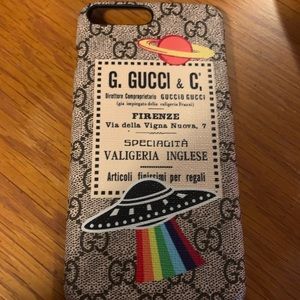 G. GUCCI & C.
Direttore Comproprietario GUCCIO GUCCI
(già impiegato della valigeria Franzi)
FIRENZE
Via della Vigna Nuova, 7
SPECIALITÀ
VALIGERIA INGLESE
Articoli finissimi per regali